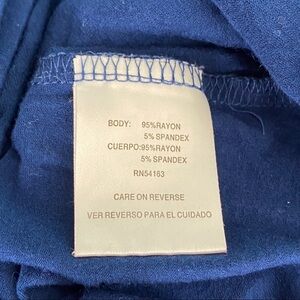 BODY: 95%RAYON
5% SPANDEX
CUERPO:95%RAYON
5% SPANDEX
RN54163
CARE ON REVERSE
VER REVERSO PARA EL CUIDADO